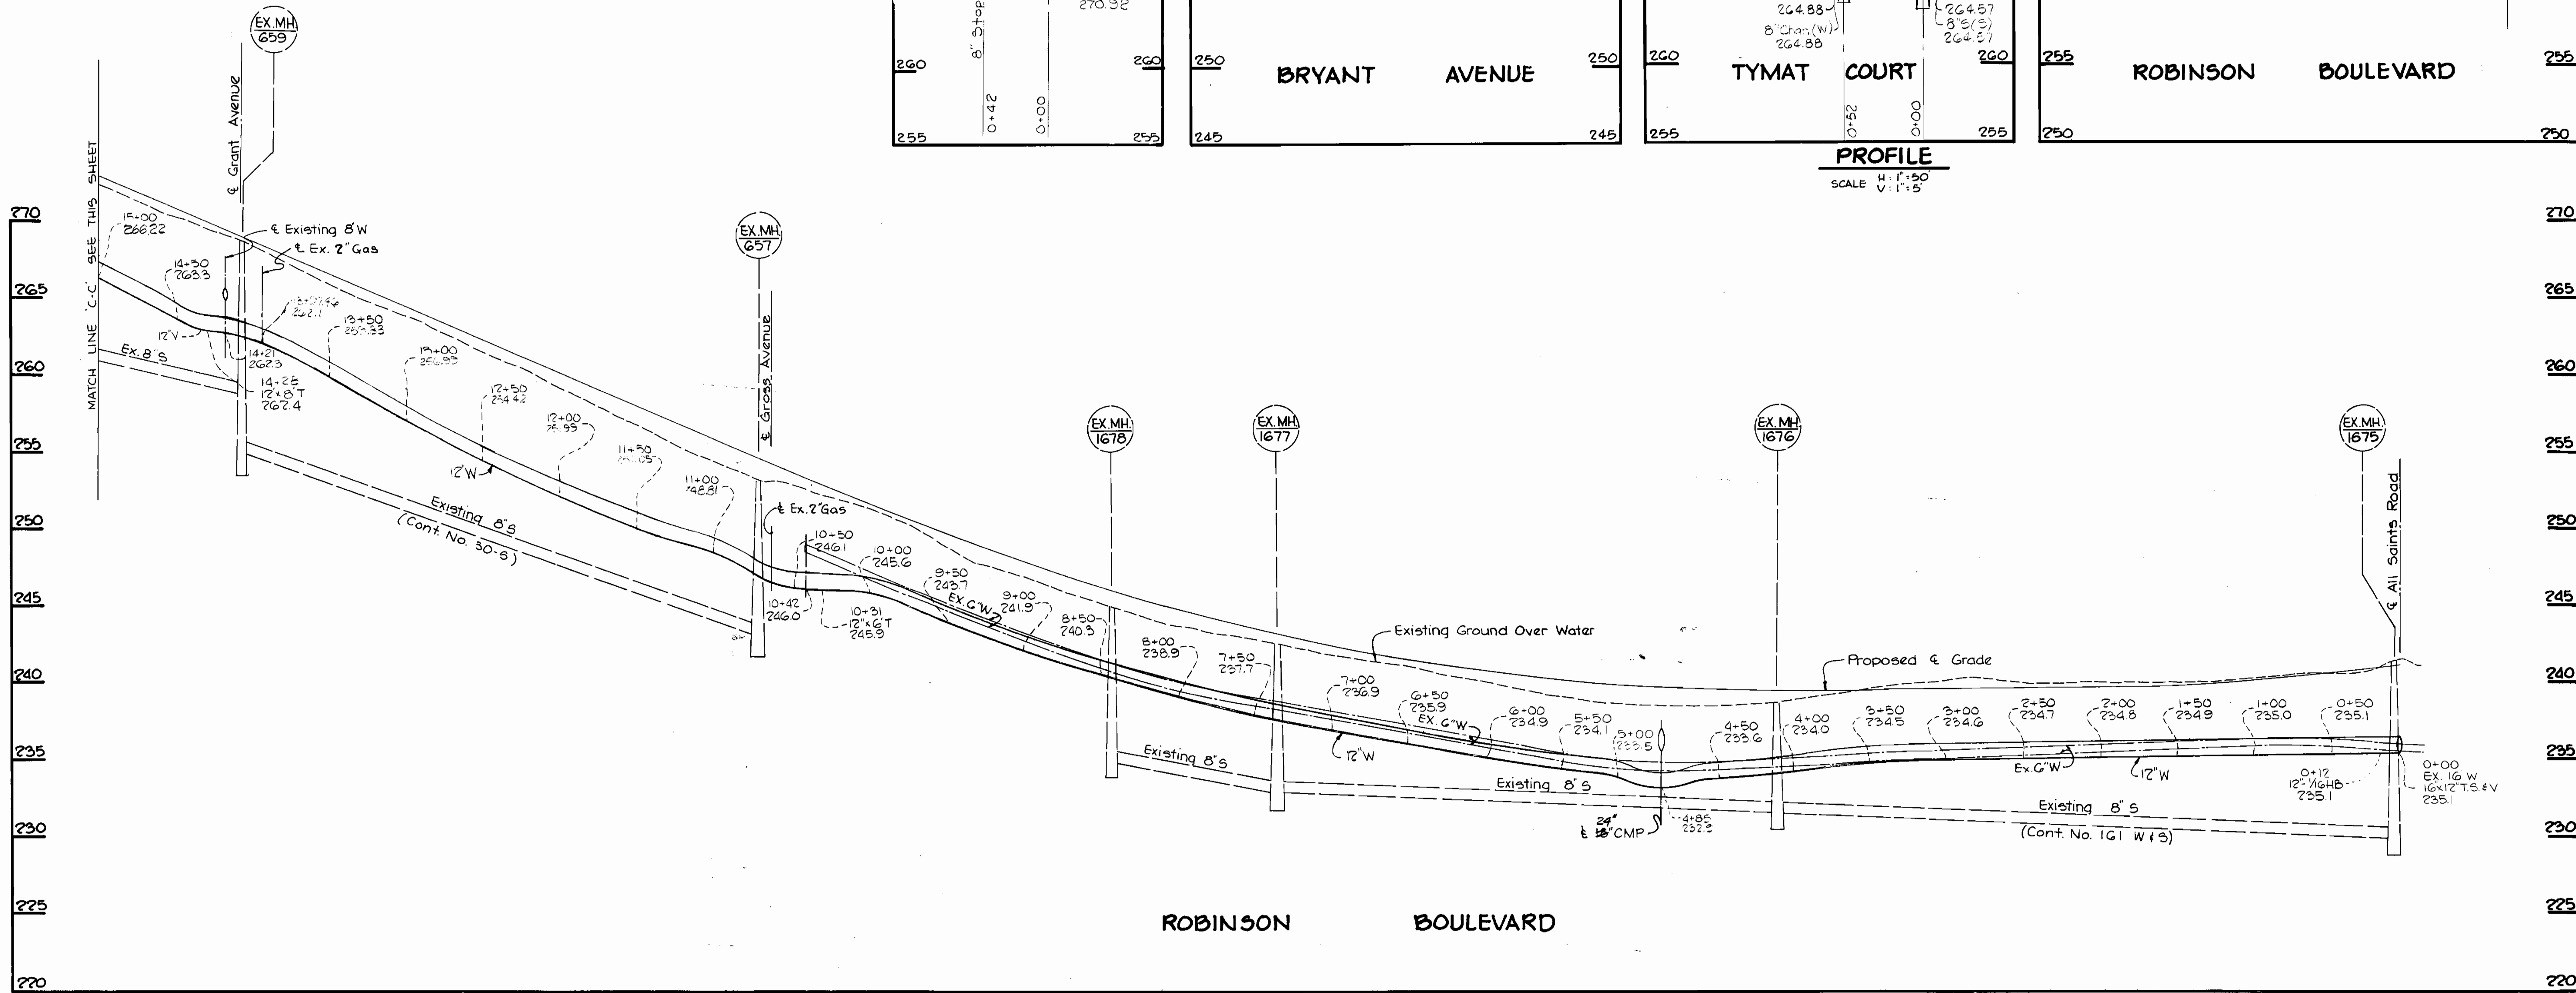 EX.MH.
659
8" Stop
270.92
260
260
0+42
0+00
255
255
250
250
BRYANT AVENUE
245
245
264.88
8"Chan.(W)
264.88
264.57
8"S(S)
264.57
260
260
TYMAT COURT
0+52
0+00
255
255
255
255
ROBINSON BOULEVARD
250
250
PROFILE
SCALE H: 1"=50'
V: 1"=5'
MATCH LINE 'C-C' SEE THIS SHEET
℄ Grant Avenue
270
270
265
265
260
260
255
255
250
250
245
245
240
240
235
235
230
230
225
225
220
220
15+00
266.22
14+50
263.3
℄ Existing 8"W
℄ Ex. 2" Gas
262.1
13+50
12"V
Ex. 8"S
14+21
262.3
14+28
12"x8"T
262.4
13+00
12+50
254.42
12+00
251.99
11+50
11+00
248.81
12"W
Existing 8"S
(Cont. No. 30-S)
EX.MH.
657
℄ Gross Avenue
℄ Ex. 2"Gas
10+50
246.1
10+42
246.0
10+31
12"x6"T
245.9
10+00
245.6
9+50
243.7
EX.6"W
9+00
241.9
8+50
240.3
EX.MH.
1678
8+00
238.9
7+50
237.7
EX.MH.
1677
Existing 8"S
Existing Ground Over Water
7+00
236.9
6+50
235.9
EX.6"W
12"W
6+00
234.9
5+50
234.1
5+00
233.5
Existing 8"S
24"
℄ 18" CMP
4+85
4+50
233.6
EX.MH.
1676
4+00
234.0
Proposed ℄ Grade
3+50
234.5
3+00
234.6
2+50
234.7
2+00
234.8
1+50
234.9
1+00
235.0
0+50
235.1
Ex.6"W
12"W
Existing 8"S
(Cont. No. 161 W&S)
EX.MH.
1675
℄ All Saints Road
0+12
12"-1/16HB
235.1
0+00
EX. 16"W
16x12"T.S.&V
235.1
ROBINSON BOULEVARD